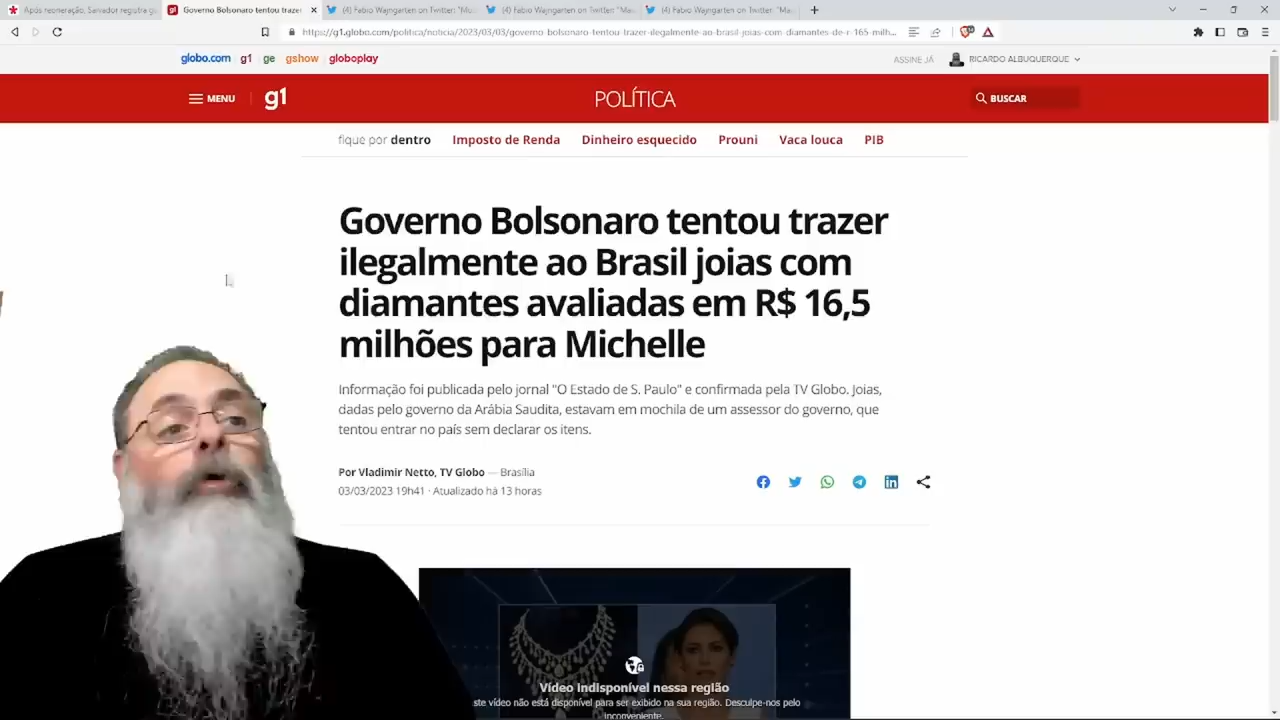 Após reoneração, Senador registra g
Governo Bolsonaro tentou trazer
(4) Fabio Wajngarten on Twitter: "Mu
(4) Fabio Wajngarten on Twitter: "Ma
(4) Fabio Wajngarten on Twitter: "Ma
https://g1.globo.com/politica/noticia/2023/03/03/governo-bolsonaro-tentou-trazer-ilegalmente-ao-brasil-joias-com-diamantes-de-r-165-milh...
globo.com g1 ge gshow globoplay
ASSINE JÁ RICARDO ALBUQUERQUE
MENU g1 POLÍTICA BUSCAR
fique por dentro Imposto de Renda Dinheiro esquecido Prouni Vaca louca PIB
Governo Bolsonaro tentou trazer
ilegalmente ao Brasil joias com
diamantes avaliadas em R$ 16,5
milhões para Michelle
Informação foi publicada pelo jornal "O Estado de S. Paulo" e confirmada pela TV Globo. Joias,
dadas pelo governo da Arábia Saudita, estavam em mochila de um assessor do governo, que
tentou entrar no país sem declarar os itens.
Por Vladimir Netto, TV Globo — Brasília
03/03/2023 19h41 · Atualizado há 13 horas
Vídeo indisponível nessa região
ste vídeo não está disponível para ser exibido na sua região. Desculpe-nos pelo
inconveniente.